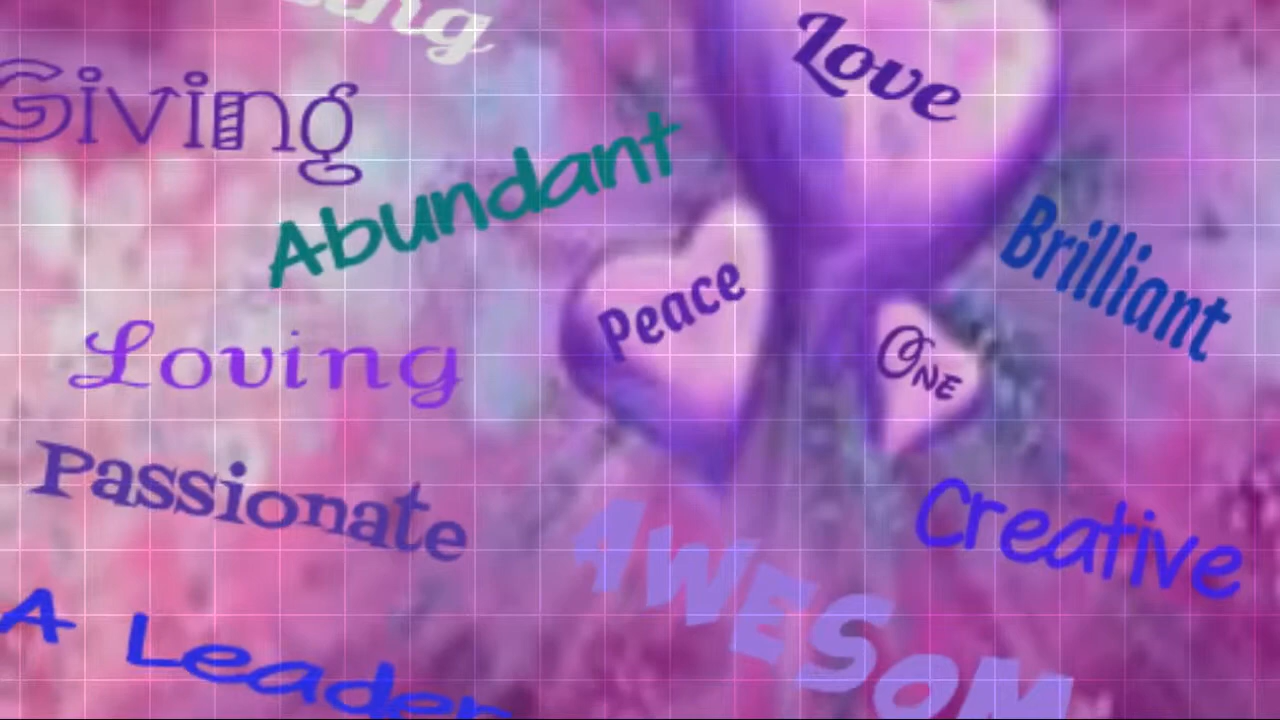 Love
Giving
Abundant
Brilliant
Peace
One
Loving
Passionate
Creative
AWESOM
A Leader